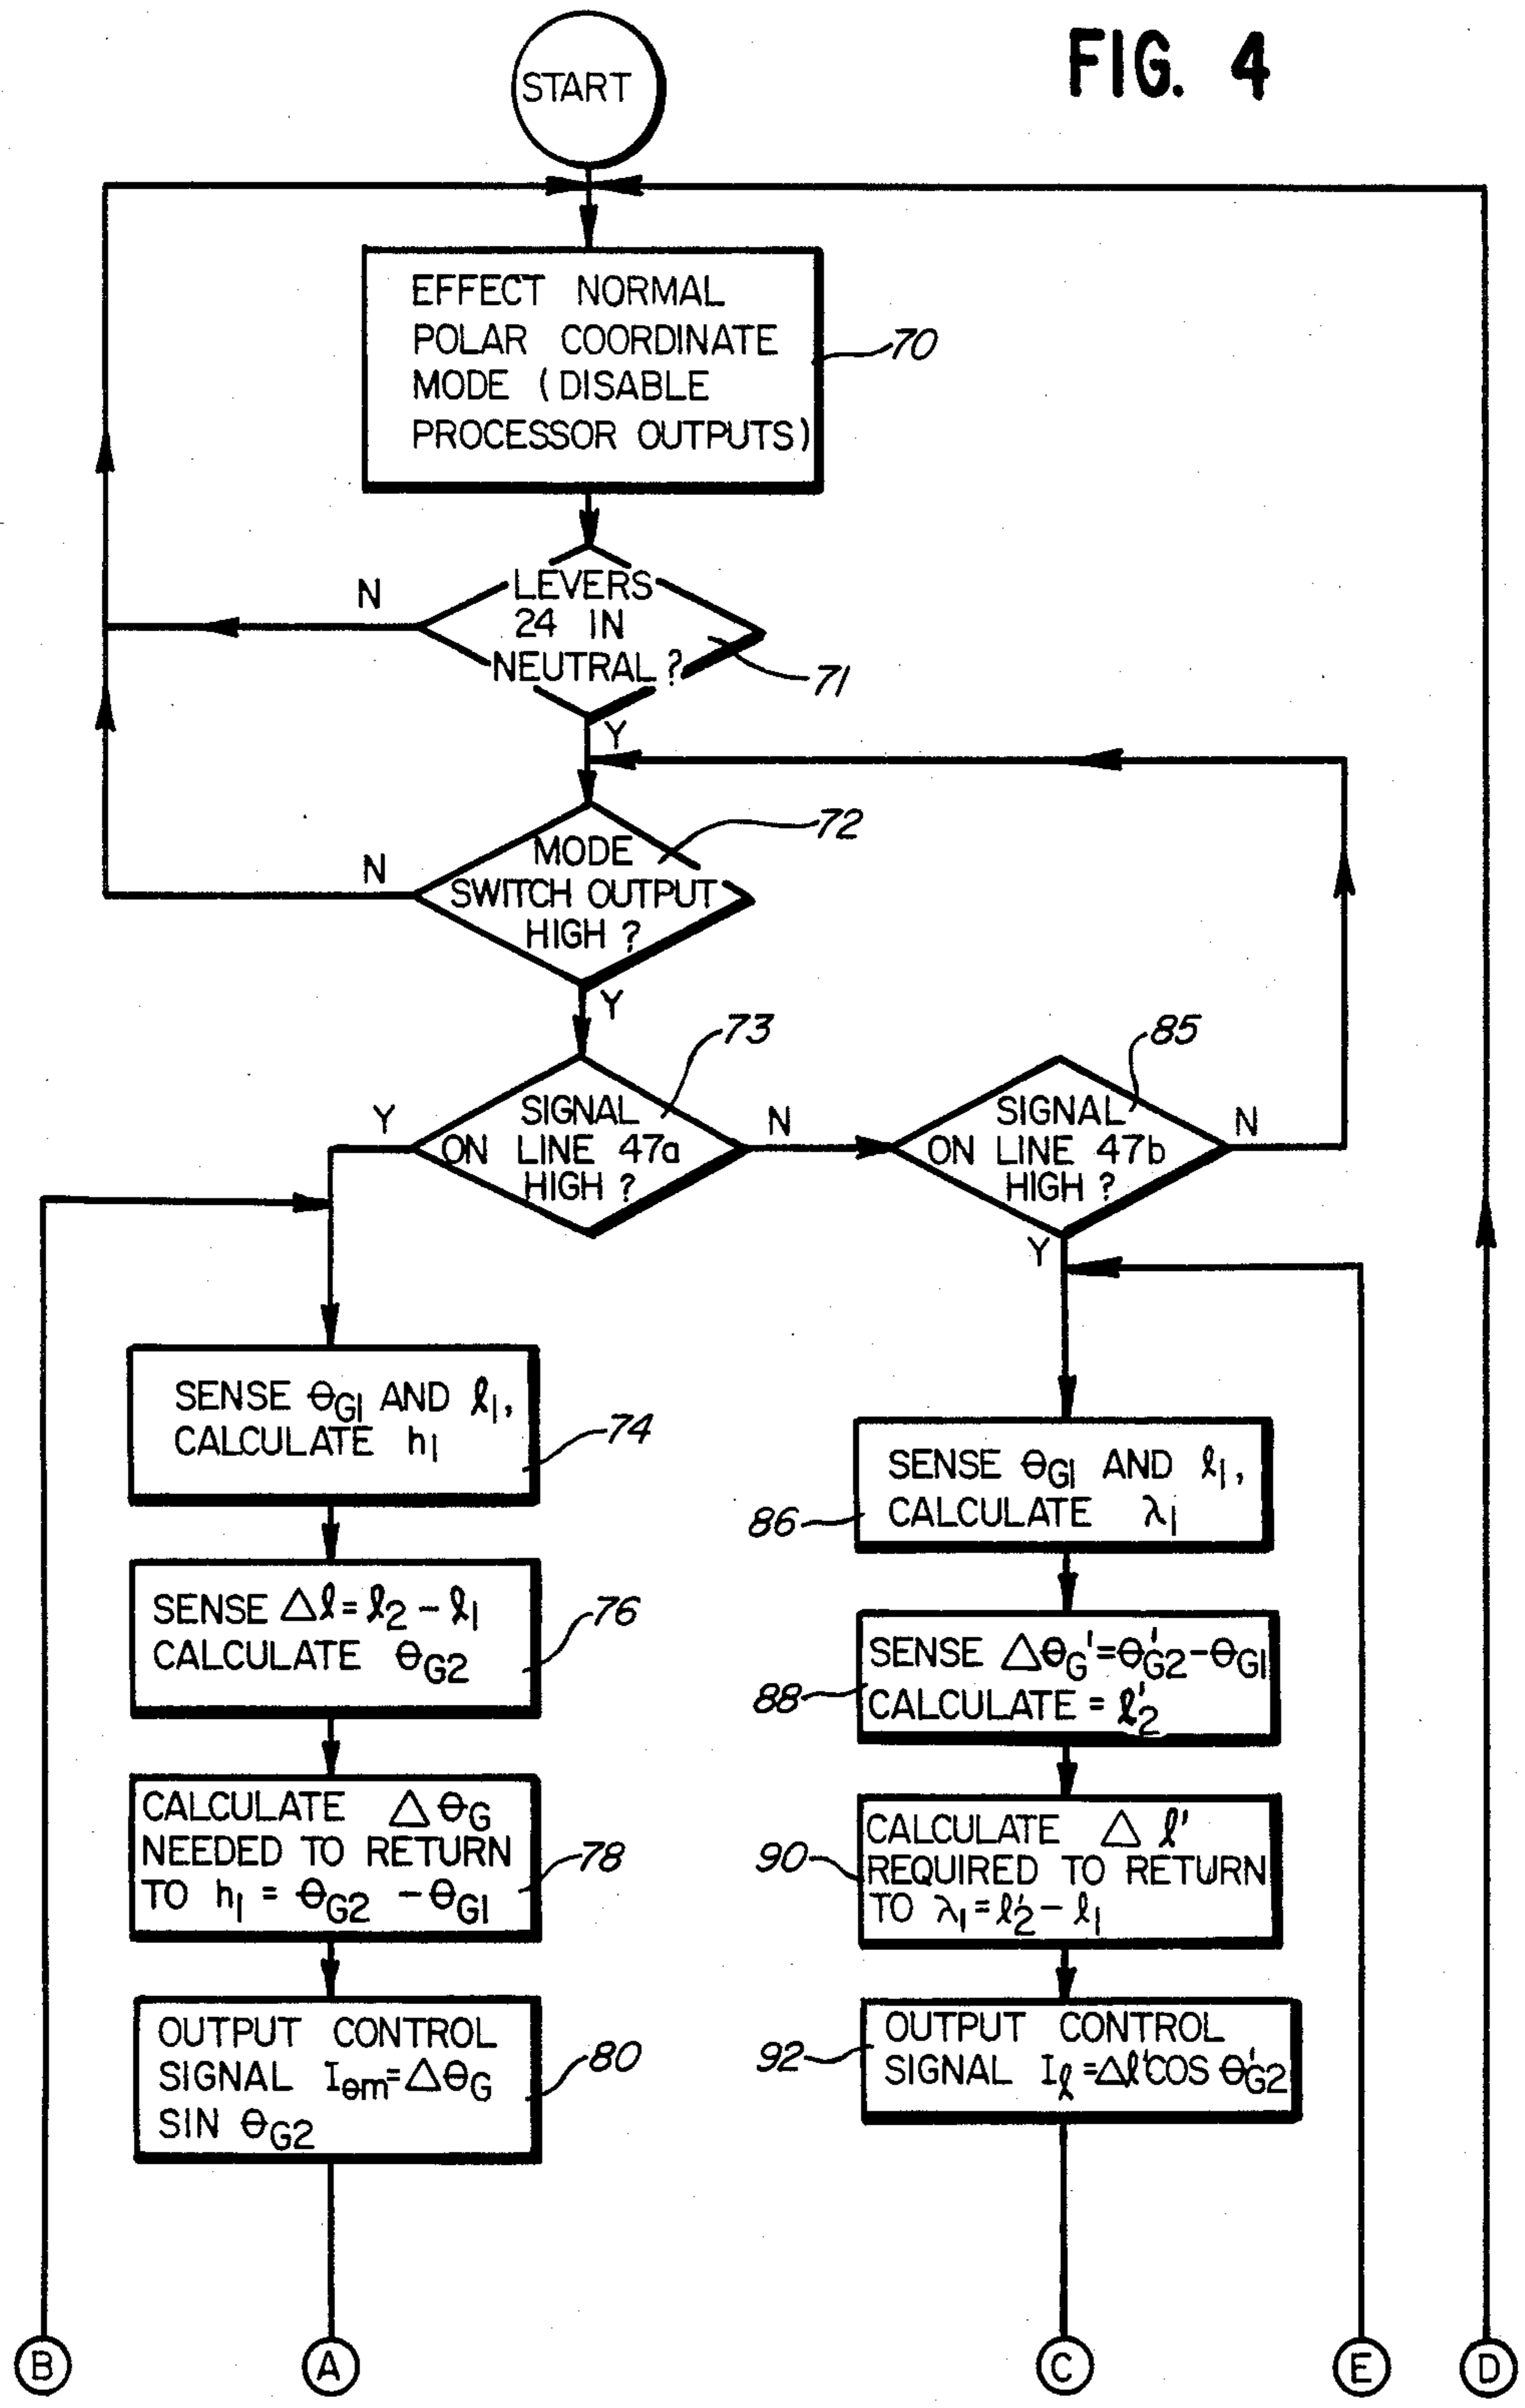 FIG. 4
START
EFFECT NORMAL
POLAR COORDINATE
MODE (DISABLE
PROCESSOR OUTPUTS)
70
N
LEVERS
24 IN
NEUTRAL ?
71
Y
72
N
MODE
SWITCH OUTPUT
HIGH ?
Y
73
85
Y
SIGNAL
ON LINE 47a
HIGH ?
N
SIGNAL
ON LINE 47b
HIGH ?
N
Y
SENSE θG1 AND ℓ1,
CALCULATE h1
74
SENSE θG1 AND ℓ1,
CALCULATE λ1
86
SENSE Δℓ=ℓ2-ℓ1
CALCULATE θG2
76
SENSE ΔθG'=θ'G2-θG1
CALCULATE = ℓ'2
88
CALCULATE ΔθG
NEEDED TO RETURN
TO h1 = θG2 -θG1
78
CALCULATE Δ ℓ'
REQUIRED TO RETURN
TO λ1=ℓ'2- ℓ1
90
OUTPUT CONTROL
SIGNAL Iθm=ΔθG
SIN θG2
80
OUTPUT CONTROL
SIGNAL Iℓ=Δℓ'COS θ'G2
92
B
A
C
E
D